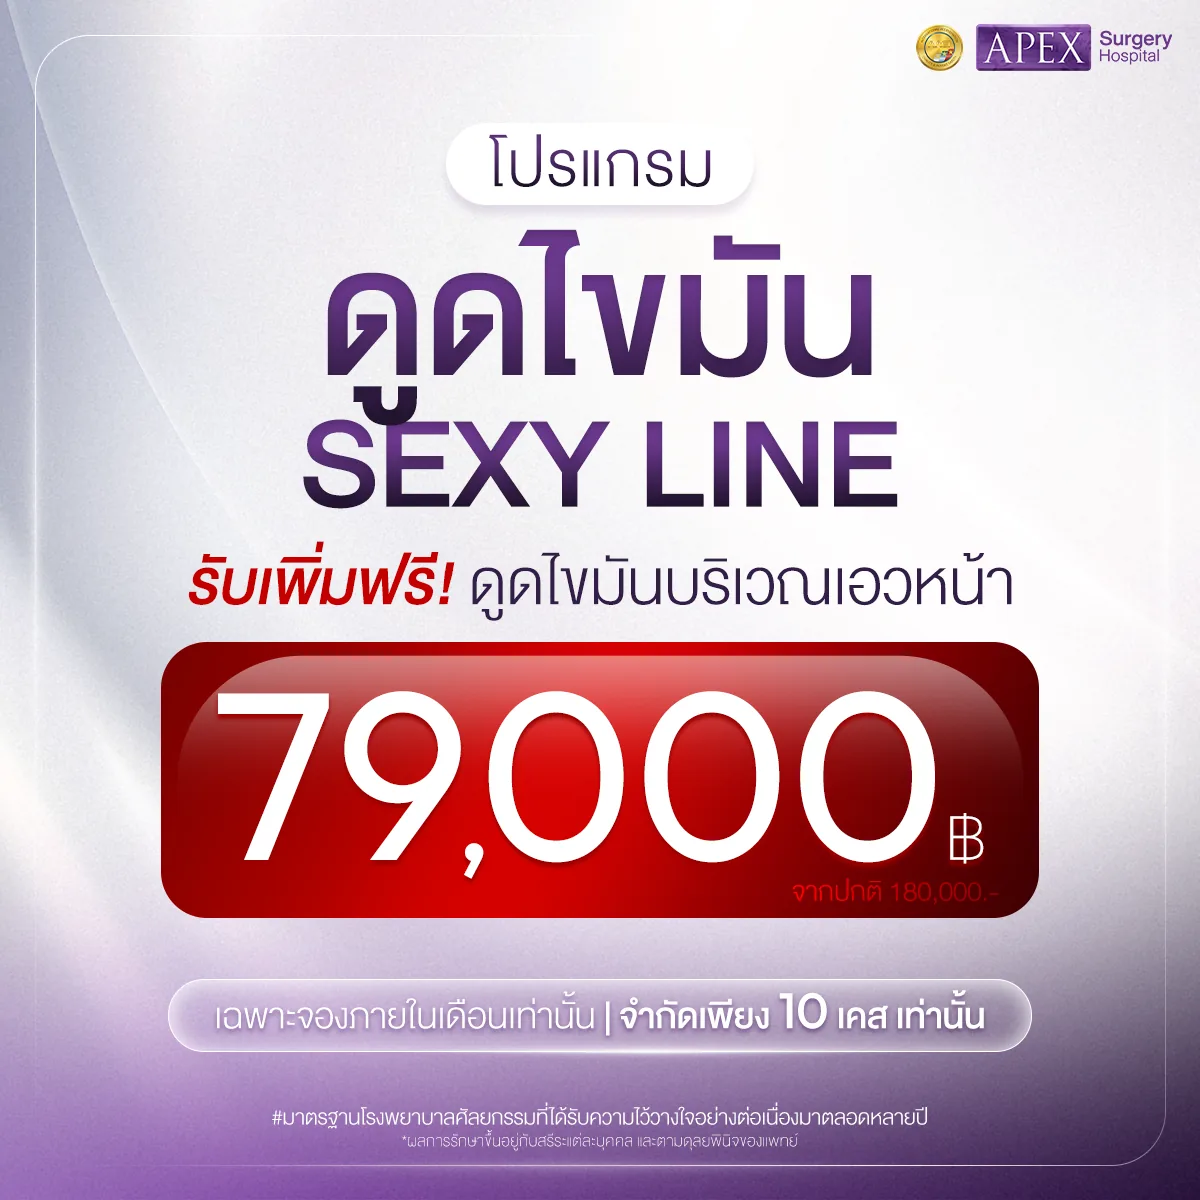 APEX Surgery
Hospital
โปรแกรม
ดูดไขมัน
SEXY LINE
รับเพิ่มฟรี! ดูดไขมันบริเวณเอวหน้า
79,000฿
จากปกติ 180,000.-
เฉพาะจองภายในเดือนเท่านั้น | จำกัดเพียง 10 เคส เท่านั้น
#มาตรฐานโรงพยาบาลศัลยกรรมที่ได้รับความไว้วางใจอย่างต่อเนื่องมาตลอดหลายปี
*ผลการรักษาขึ้นอยู่กับสรีระแต่ละบุคคล และตามดุลยพินิจของแพทย์